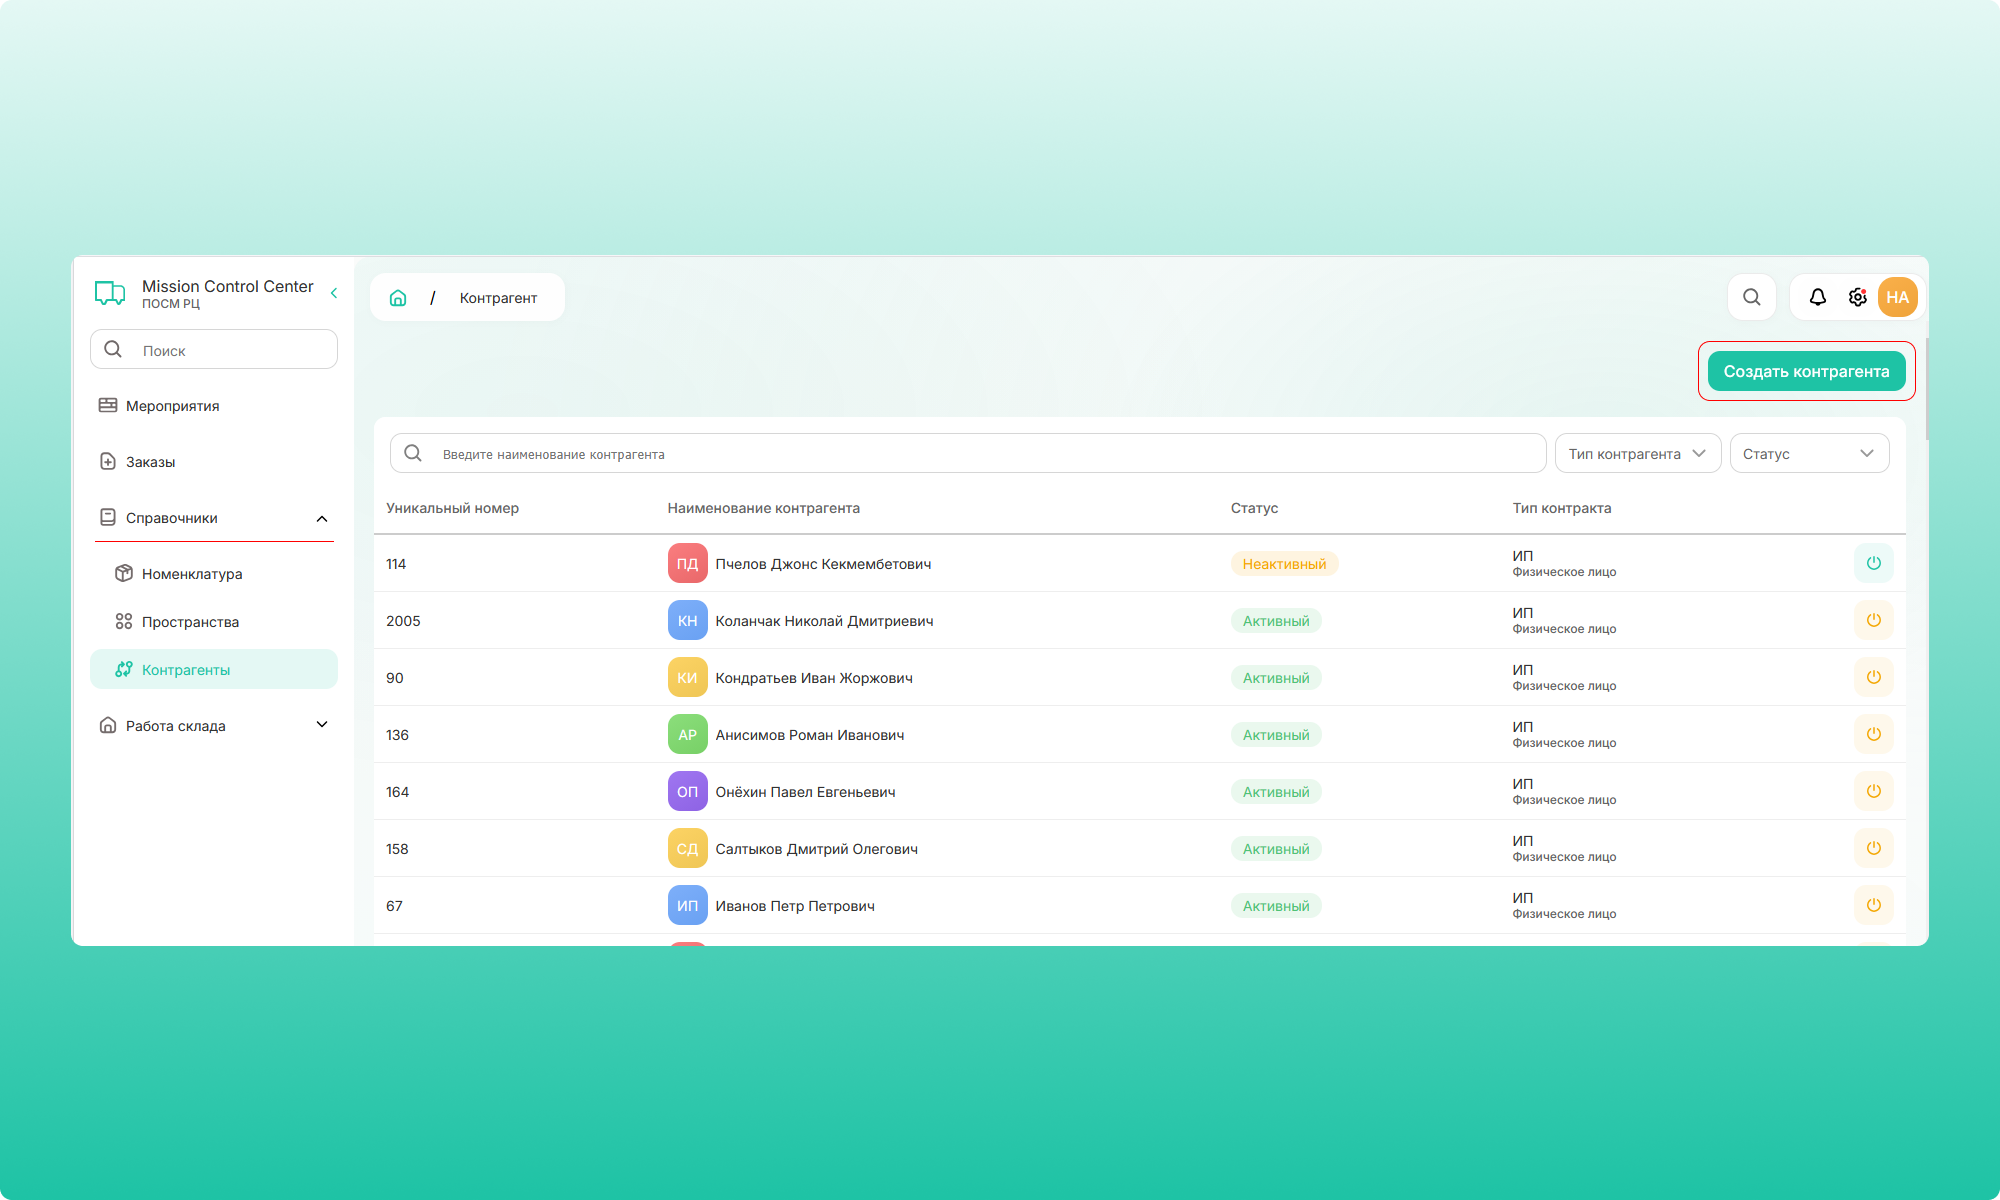 Mission Control Center
ПОСМ РЦ
Поиск
Мероприятия
Заказы
Справочники
Номенклатура
Пространства
Контрагенты
Работа склада
/ Контрагент
НА
Создать контрагента
Введите наименование контрагента
Тип контрагента
Статус
Уникальный номер Наименование контрагента Статус Тип контракта
114 ПД Пчелов Джонс Кекмембетович Неактивный ИП
Физическое лицо
2005 КН Коланчак Николай Дмитриевич Активный ИП
Физическое лицо
90 КИ Кондратьев Иван Жоржович Активный ИП
Физическое лицо
136 АР Анисимов Роман Иванович Активный ИП
Физическое лицо
164 ОП Онёхин Павел Евгеньевич Активный ИП
Физическое лицо
158 СД Салтыков Дмитрий Олегович Активный ИП
Физическое лицо
67 ИП Иванов Петр Петрович Активный ИП
Физическое лицо